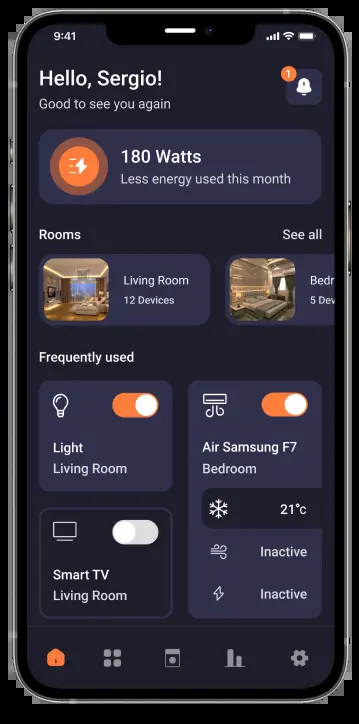 9:41
Hello, Sergio!
1
Good to see you again
180 Watts
Less energy used this month
Rooms
See all
Living Room
12 Devices
Bedr
5 Dev
Frequently used
Light
Living Room
Air Samsung F7
Bedroom
21°c
Inactive
Inactive
Smart TV
Living Room